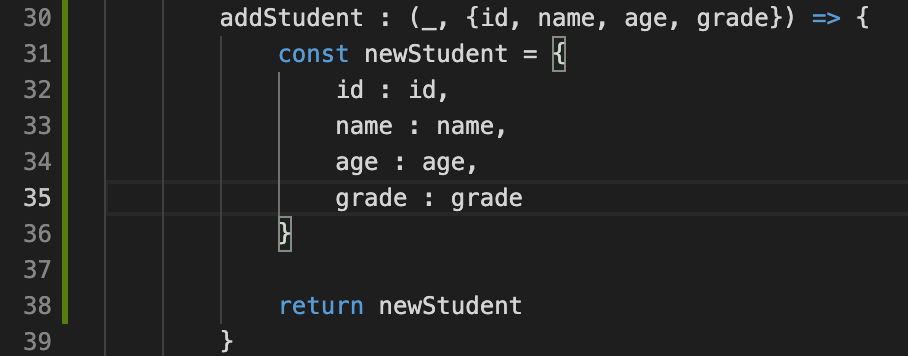 30 addStudent : (_, {id, name, age, grade}) => {
31 const newStudent = {
32 id : id,
33 name : name,
34 age : age,
35 grade : grade
36 }
37
38 return newStudent
39 }